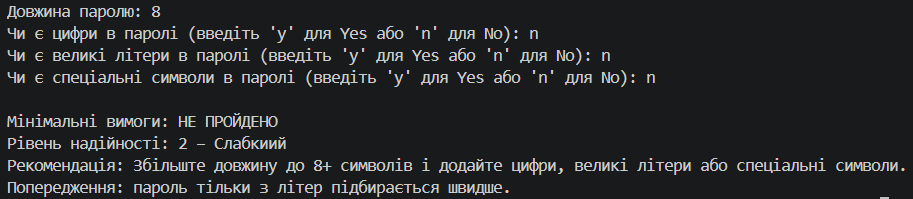 Довжина паролю: 8
Чи є цифри в паролі (введіть 'y' для Yes або 'n' для No): n
Чи є великі літери в паролі (введіть 'y' для Yes або 'n' для No): n
Чи є спеціальні символи в паролі (введіть 'y' для Yes або 'n' для No): n
Мінімальні вимоги: НЕ ПРОЙДЕНО
Рівень надійності: 2 – Слабкиий
Рекомендація: Збільште довжину до 8+ символів і додайте цифри, великі літери або спеціальні символи.
Попередження: пароль тільки з літер підбирається швидше.